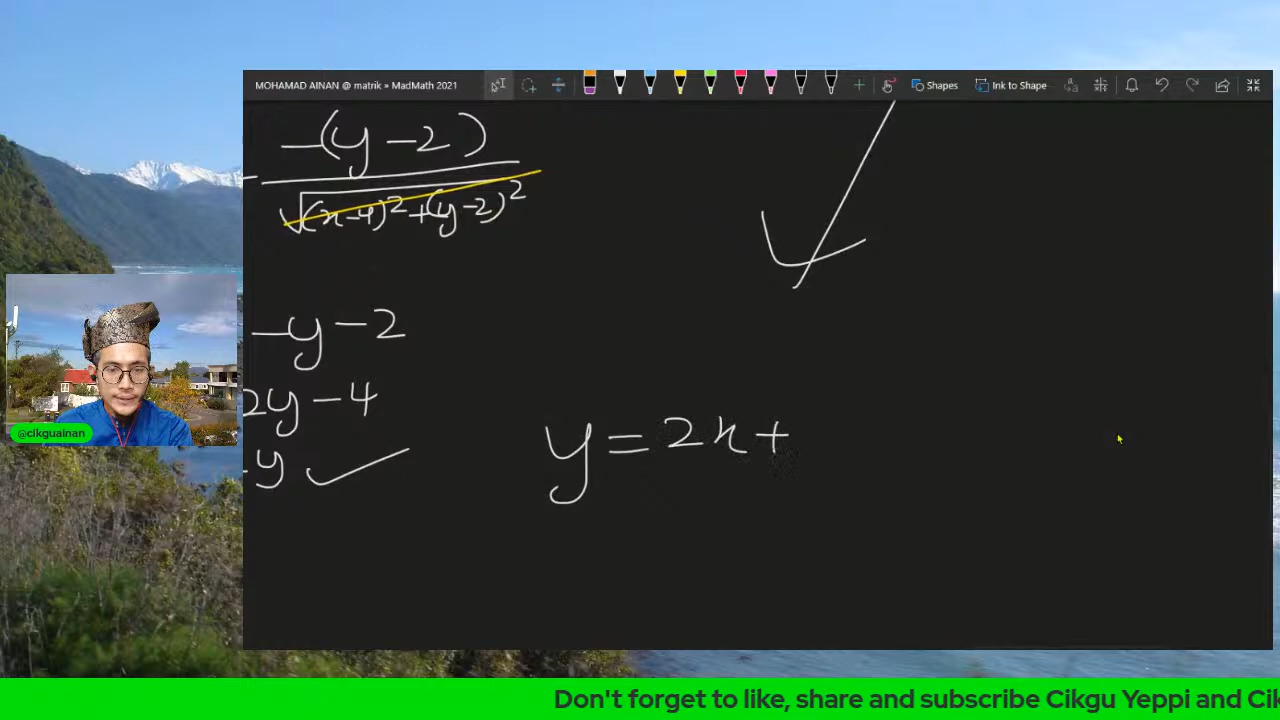 MOHAMAD AINAN @ matrik » MadMath 2021
Shapes
Ink to Shape
-(y-2)
√(x-4)²+(y-2)²
-y-2
2y-4
y
y=2x+
@cikguainan
Don't forget to like, share and subscribe Cikgu Yeppi and Cik